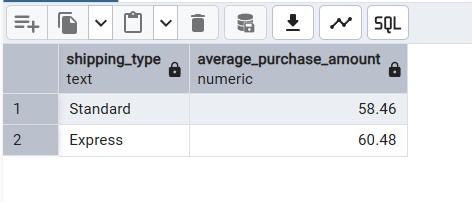 SQL
shipping_type average_purchase_amount
text numeric
1 Standard 58.46
2 Express 60.48